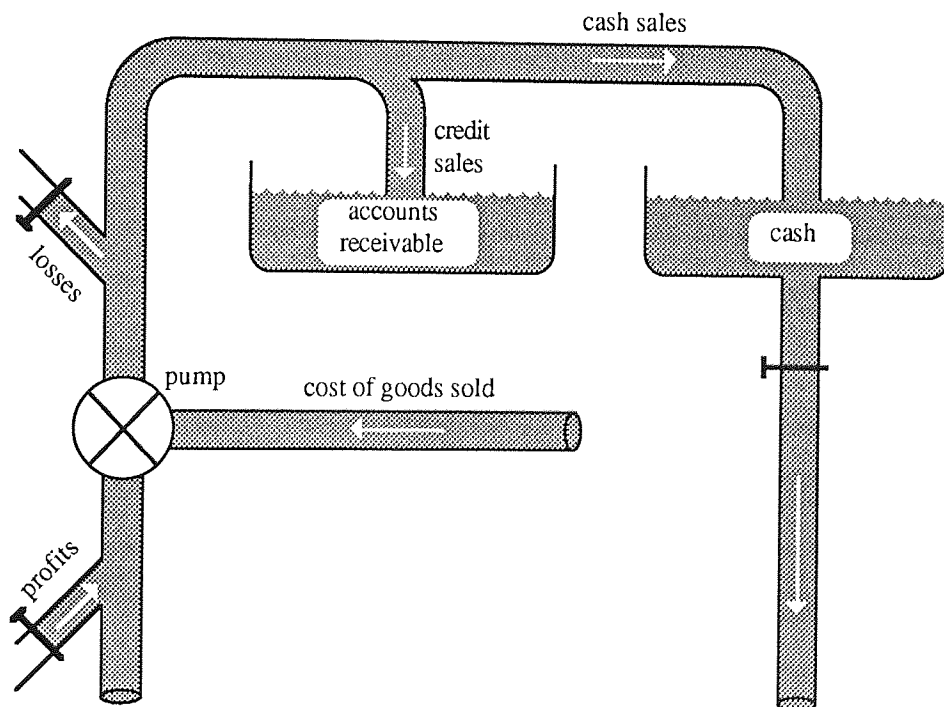 cash sales
credit
sales
accounts
receivable
cash
losses
pump
cost of goods sold
profits